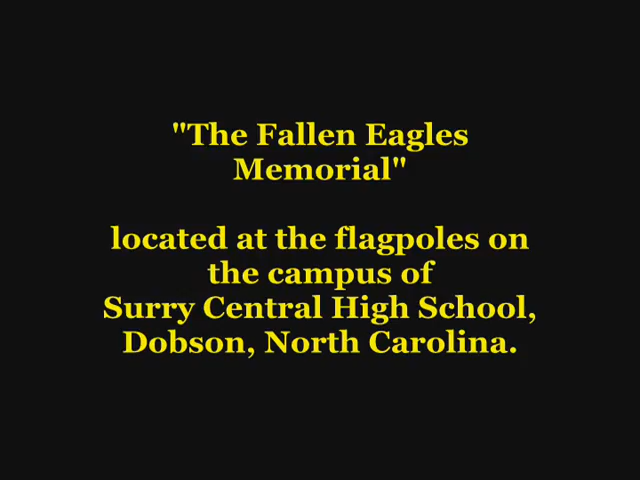 "The Fallen Eagles
Memorial"
located at the flagpoles on
the campus of
Surry Central High School,
Dobson, North Carolina.